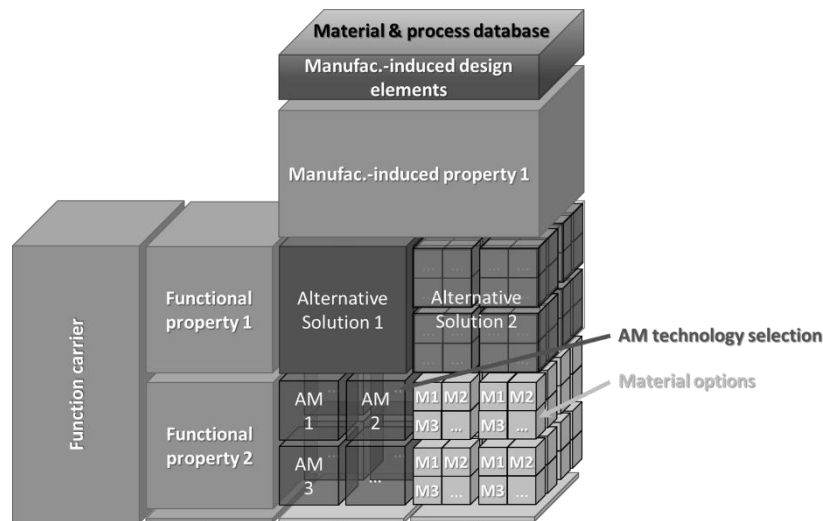 Material & process database
Manufac.-induced design
elements
Manufac.-induced property 1
Function carrier
Functional
property 1
Alternative
Solution 1
... ...
... ...
Alternative
Solution 2
AM technology selection
Material options
Functional
property 2
AM
1
AM
2
AM
3
...
M1 M2 M1 M2
M3 ... M3 ...
M1 M2 M1 M2
M3 ... M3 ...